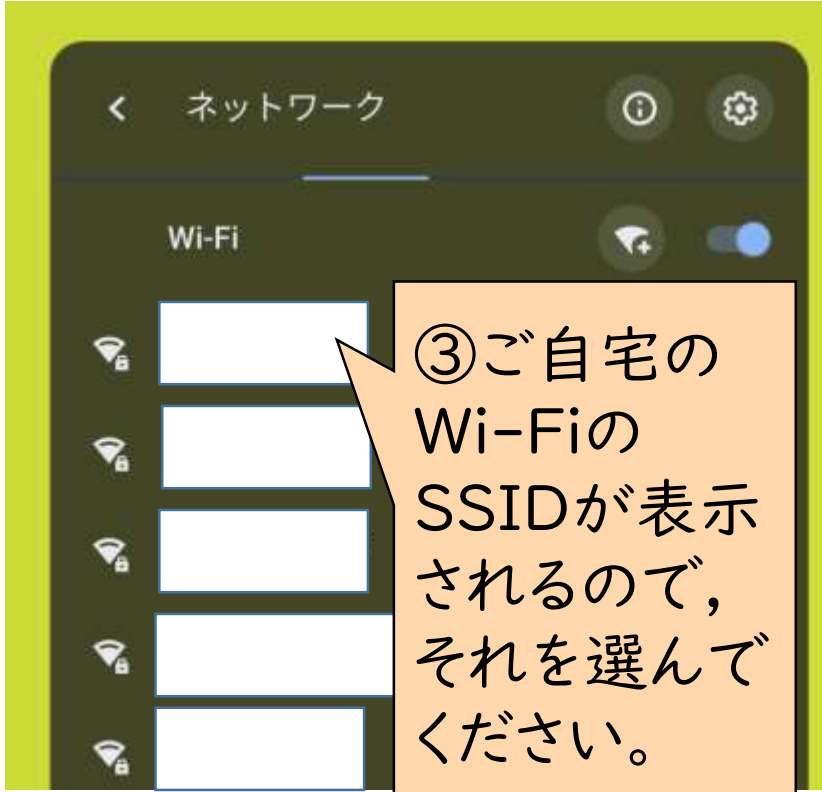 ネットワーク
Wi-Fi
③ご自宅の
Wi-Fiの
SSIDが表示
されるので,
それを選んで
ください。